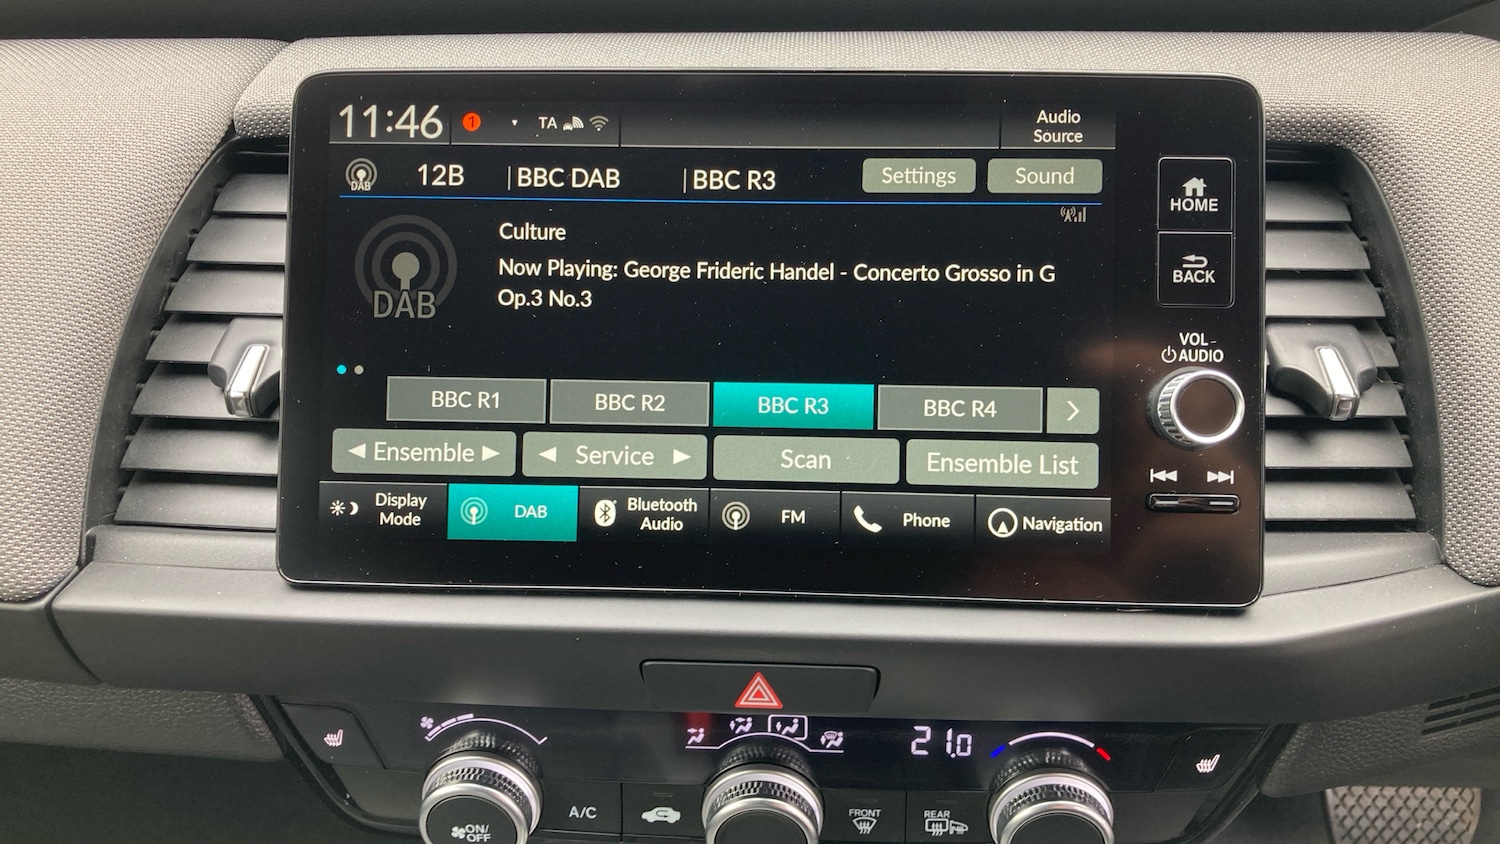 11:46
1
TA
Audio
Source
DAB
12B
BBC DAB
BBC R3
Settings
Sound
HOME
BACK
Culture
Now Playing: George Frideric Handel - Concerto Grosso in G
Op.3 No.3
DAB
VOL
AUDIO
BBC R1
BBC R2
BBC R3
BBC R4
Ensemble
Service
Scan
Ensemble List
Display
Mode
DAB
Bluetooth
Audio
FM
Phone
Navigation
21.0
A/C
FRONT
REAR
ON/
OFF